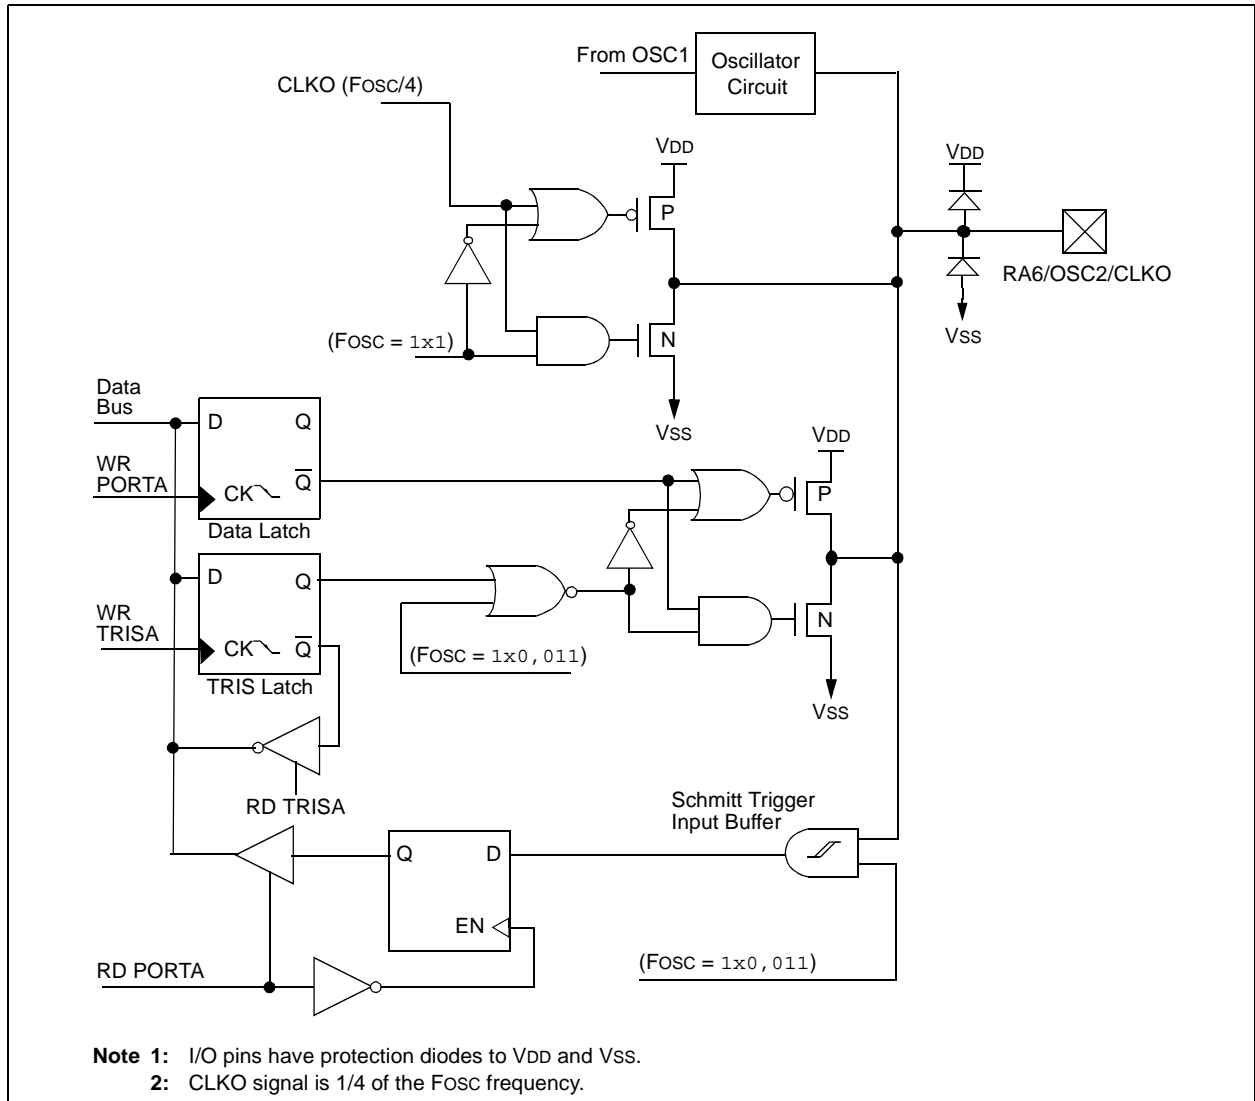 From OSC1
Oscillator
Circuit
CLKO (FOSC/4)
VDD
P
VDD
RA6/OSC2/CLKO
VSS
(FOSC = 1x1)
N
VSS
Data
Bus
D
Q
WR
PORTA
CK
Q
Data Latch
VDD
P
D
Q
WR
TRISA
CK
Q
TRIS Latch
(FOSC = 1x0,011)
N
VSS
RD TRISA
Schmitt Trigger
Input Buffer
Q
D
EN
RD PORTA
(FOSC = 1x0,011)
Note 1: I/O pins have protection diodes to VDD and VSS.
2: CLKO signal is 1/4 of the FOSC frequency.